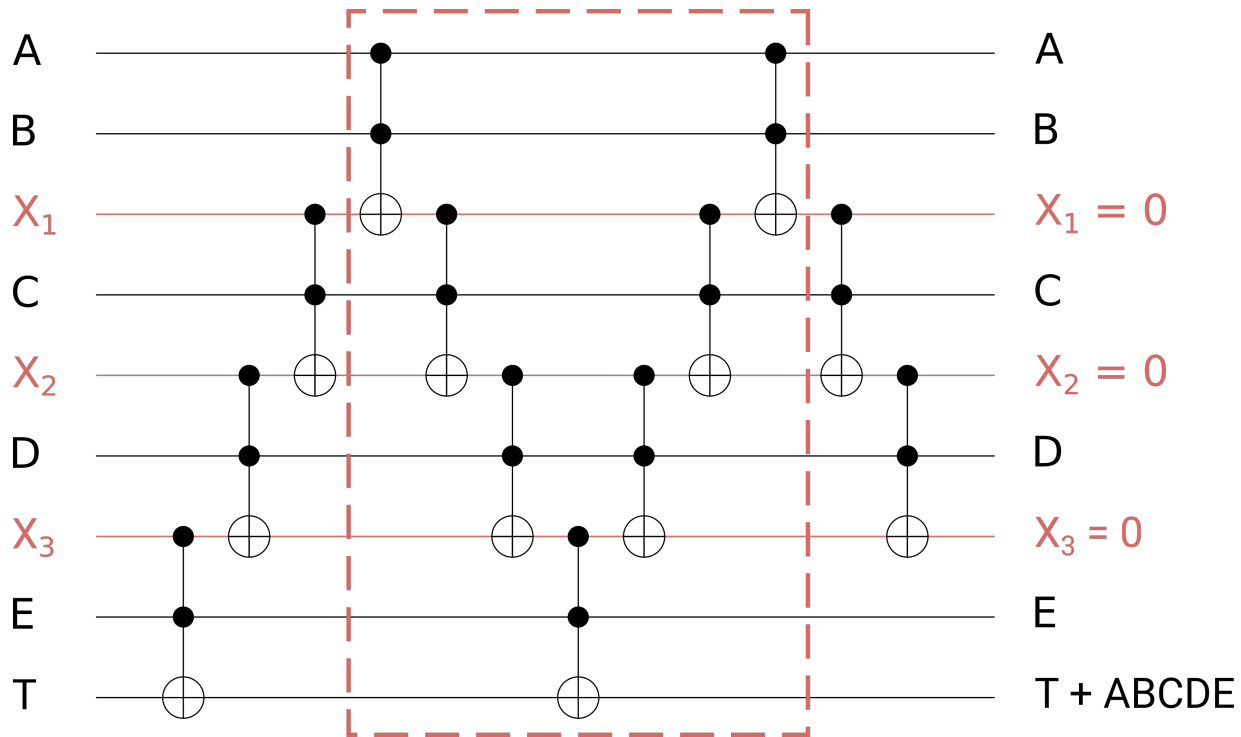 A A
B B
X₁ X₁ = 0
C C
X₂ X₂ = 0
D D
X₃ X₃ = 0
E E
T T + ABCDE